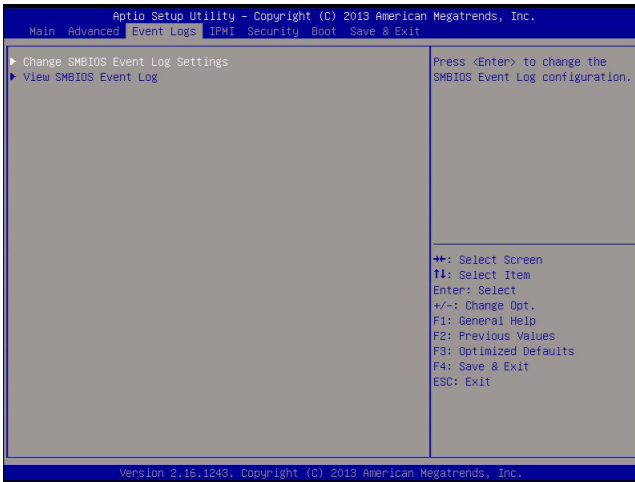 Aptio Setup Utility – Copyright (C) 2013 American Megatrends, Inc.
Main Advanced Event Logs IPMI Security Boot Save & Exit
▶ Change SMBIOS Event Log Settings
▶ View SMBIOS Event Log
Press <Enter> to change the
SMBIOS Event Log configuration.
→←: Select Screen
↑↓: Select Item
Enter: Select
+/-: Change Opt.
F1: General Help
F2: Previous Values
F3: Optimized Defaults
F4: Save & Exit
ESC: Exit
Version 2.16.1243. Copyright (C) 2013 American Megatrends, Inc.